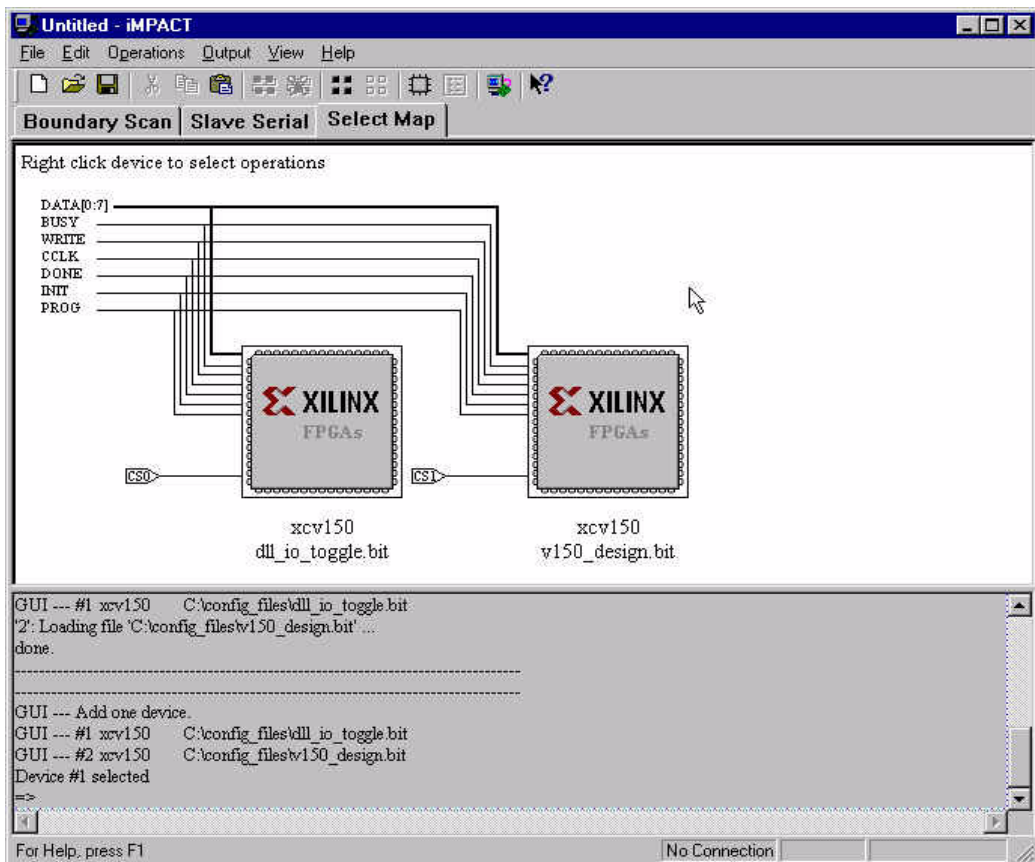 Untitled - iMPACT
File Edit Operations Output View Help
Boundary Scan Slave Serial Select Map
Right click device to select operations
DATA[0:7]
BUSY
WRITE
CCLK
DONE
INIT
PROG
XILINX XILINX
FPGAs FPGAs
CS0 CS1
xcv150 xcv150
dll_io_toggle.bit v150_design.bit
GUI --- #1 xcv150 C:\config_files\dll_io_toggle.bit
'2': Loading file 'C:\config_files\v150_design.bit' ...
done.
----------------------------------------------------------------------
----------------------------------------------------------------------
GUI --- Add one device.
GUI --- #1 xcv150 C:\config_files\dll_io_toggle.bit
GUI --- #2 xcv150 C:\config_files\v150_design.bit
Device #1 selected
=>
For Help, press F1 No Connection